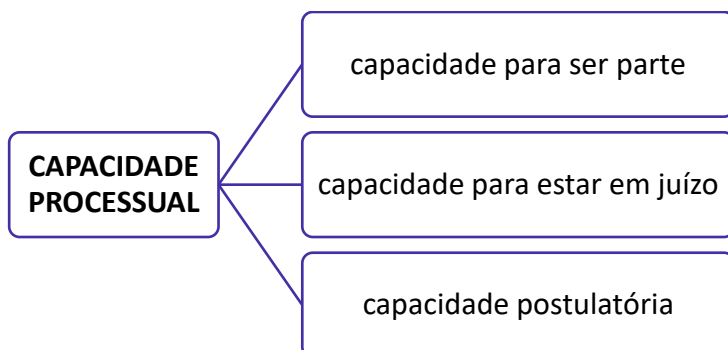 capacidade para ser parte
CAPACIDADE
PROCESSUAL
capacidade para estar em juízo
capacidade postulatória